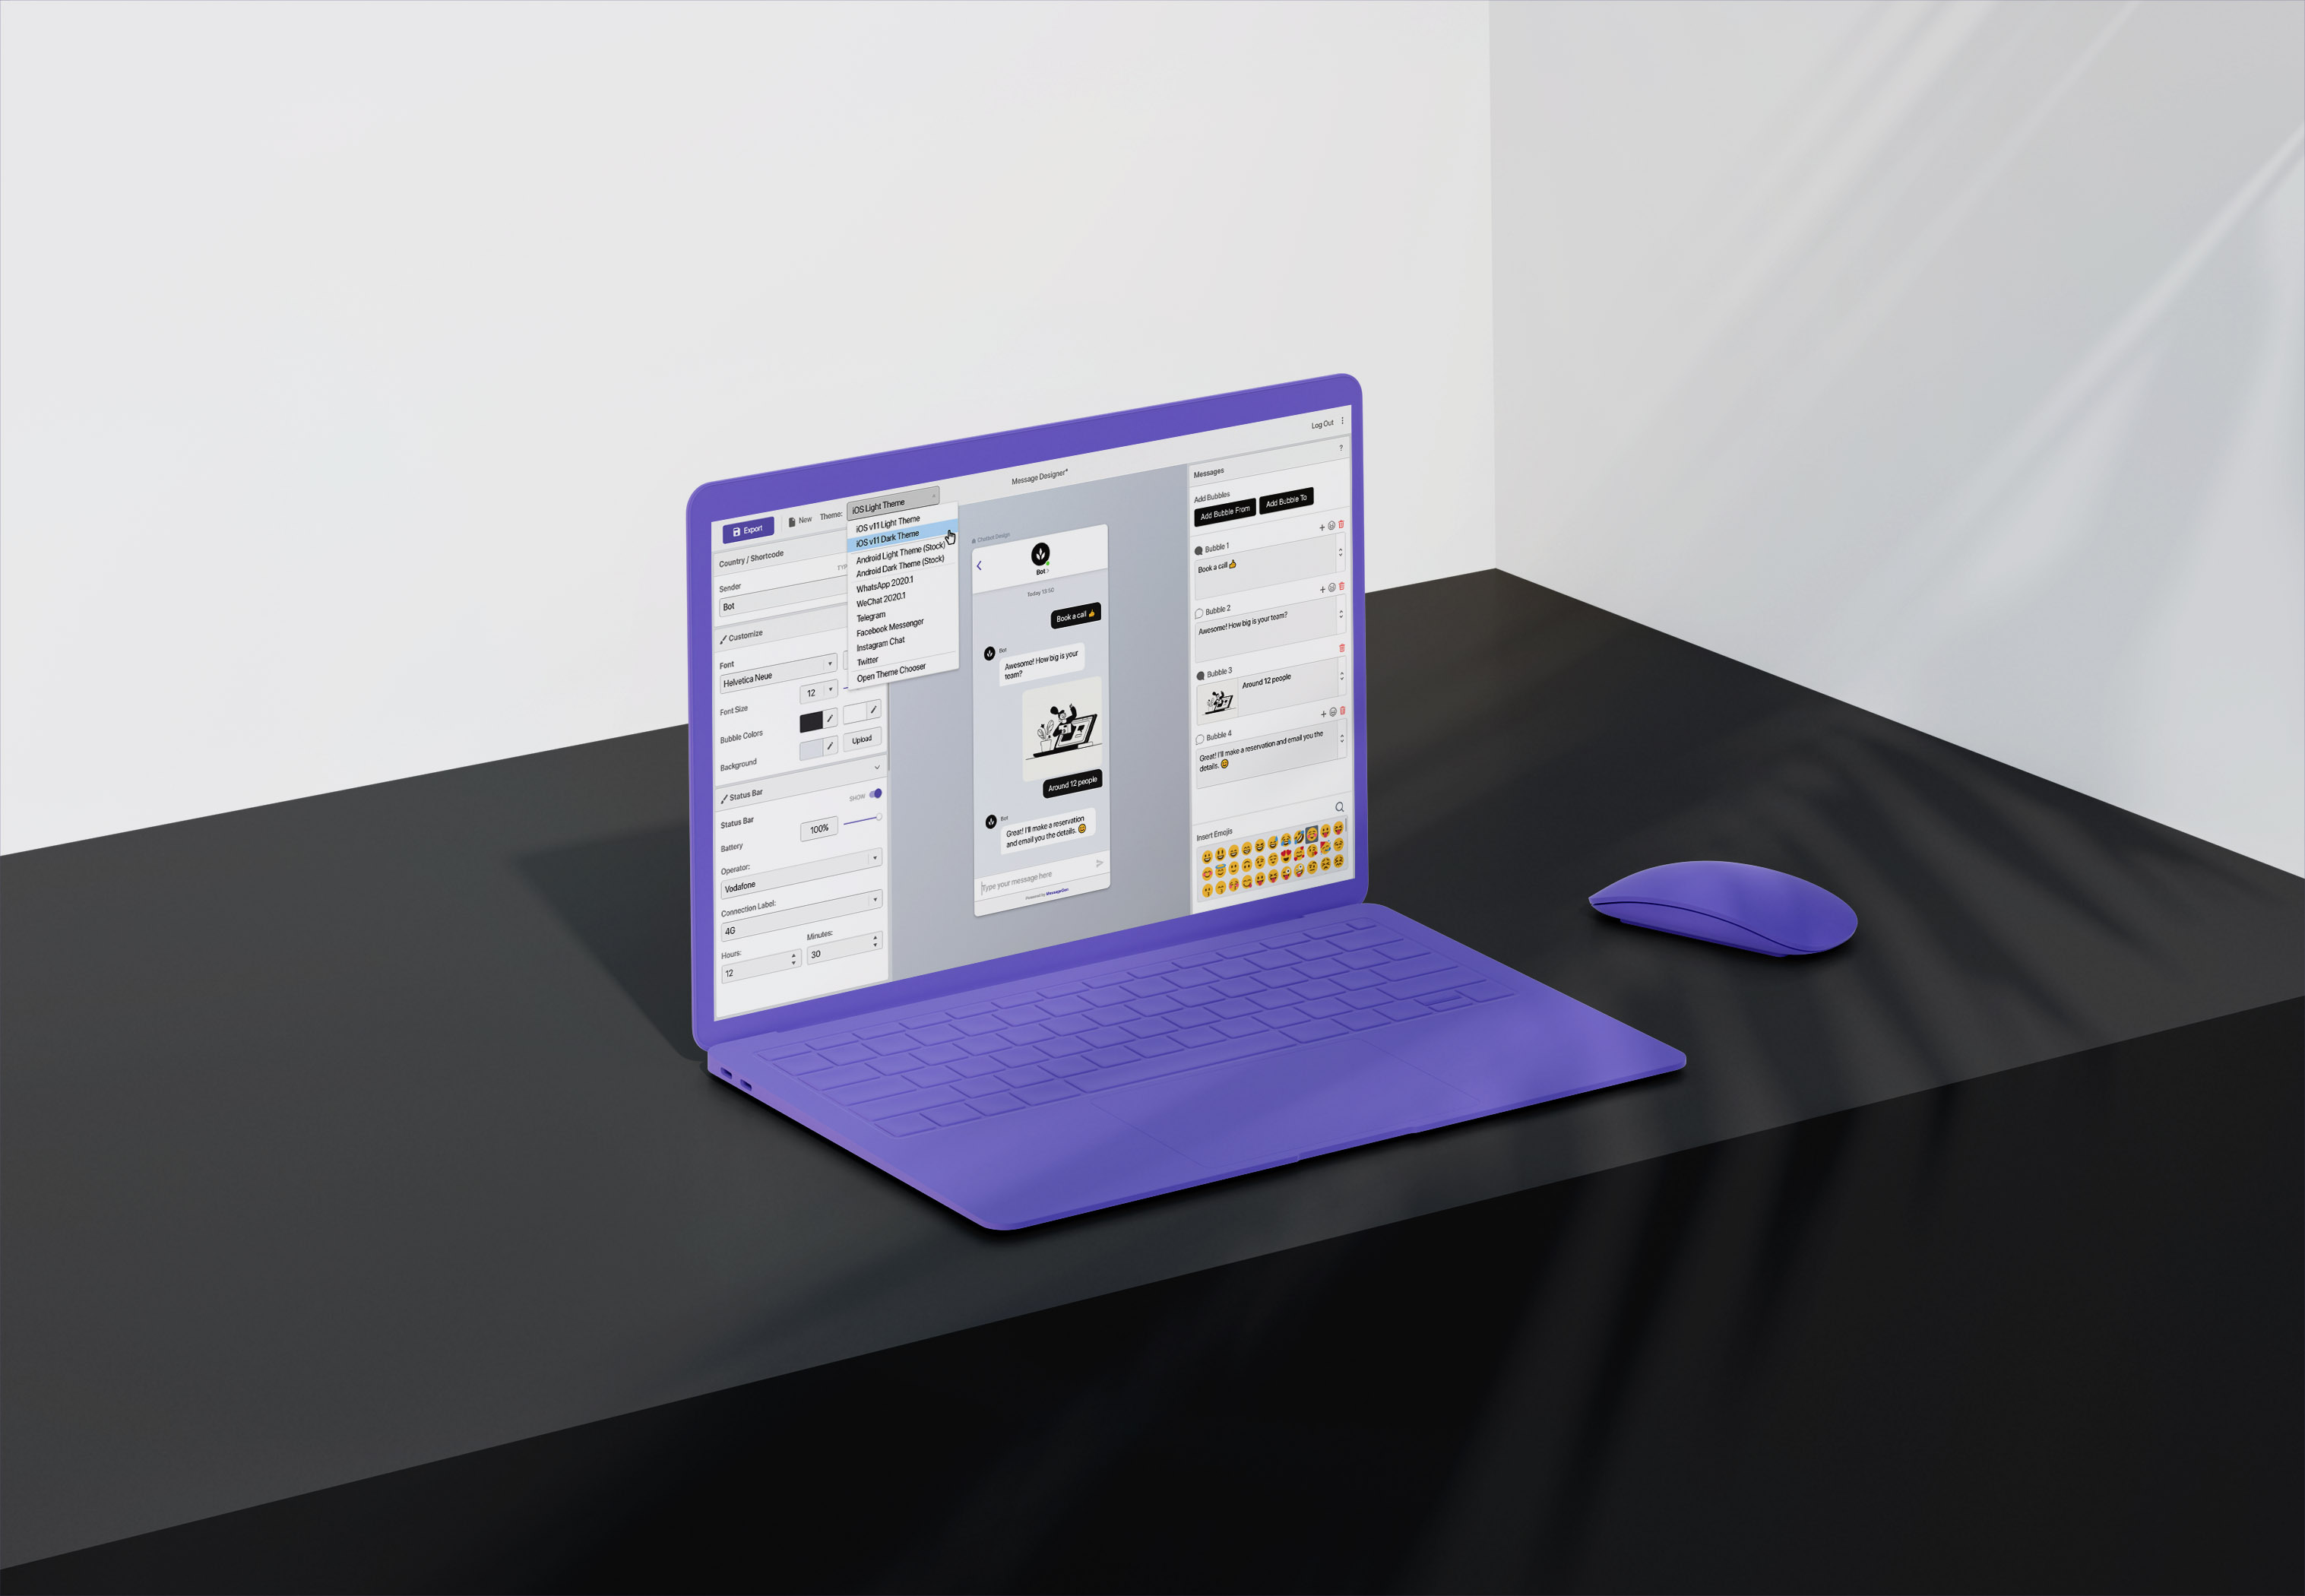 Log Out
Message Designer*
Export
New
Theme:
iOS Light Theme
iOS v11 Light Theme
iOS v11 Dark Theme
Android Light Theme (Stock)
Android Dark Theme (Stock)
WhatsApp 2020.1
WeChat 2020.1
Telegram
Facebook Messenger
Instagram Chat
Twitter
Open Theme Chooser
Country / Shortcode
Sender
Bot
Customize
Font
Helvetica Neue
Font Size
12
Bubble Colors
Background
Upload
Status Bar
Status Bar
SHOW
Battery
100%
Operator:
Vodafone
Connection Label:
4G
Hours:
Minutes:
12
30
Chatbot Design
Bot
Today 13:50
Book a call 👍
Bot
Awesome! How big is your
team?
Around 12 people
Bot
Great! I'll make a reservation
and email you the details. 😊
Type your message here
Messages
?
Add Bubbles
Add Bubble From
Add Bubble To
Bubble 1
Book a call 👍
Bubble 2
Awesome! How big is your team?
Bubble 3
Around 12 people
Bubble 4
Great! I'll make a reservation and email you the
details. 😊
Insert Emojis